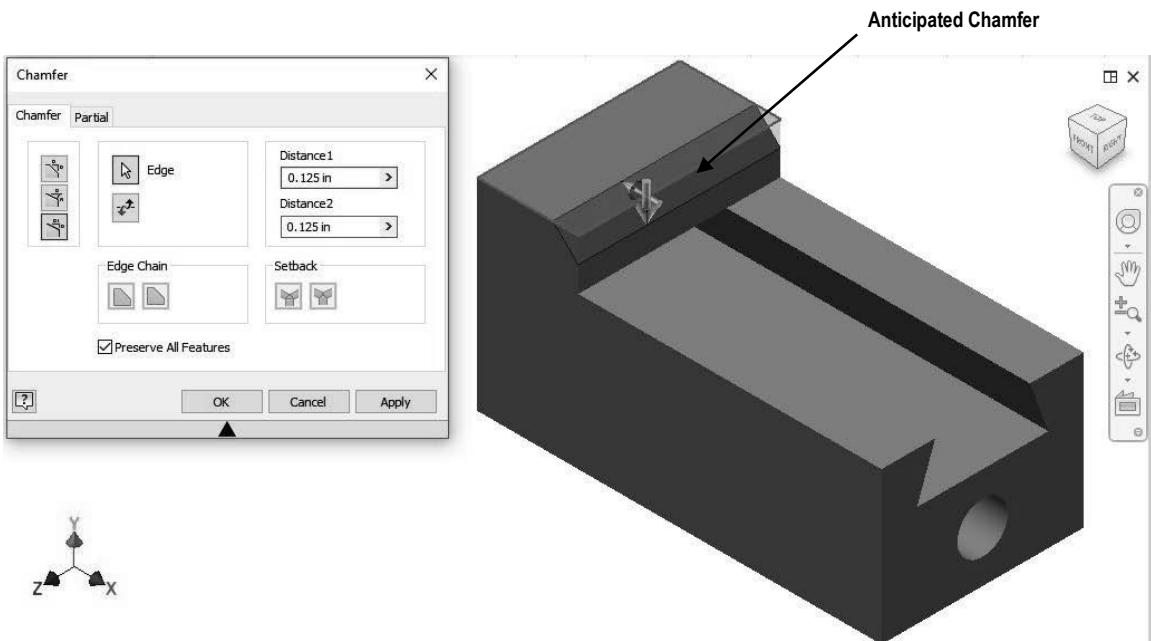 Anticipated Chamfer
Chamfer
Chamfer Partial
Edge
Distance1
0.125 in
Distance2
0.125 in
Edge Chain
Setback
Preserve All Features
OK Cancel Apply
TOP
FRONT RIGHT
Y
Z X